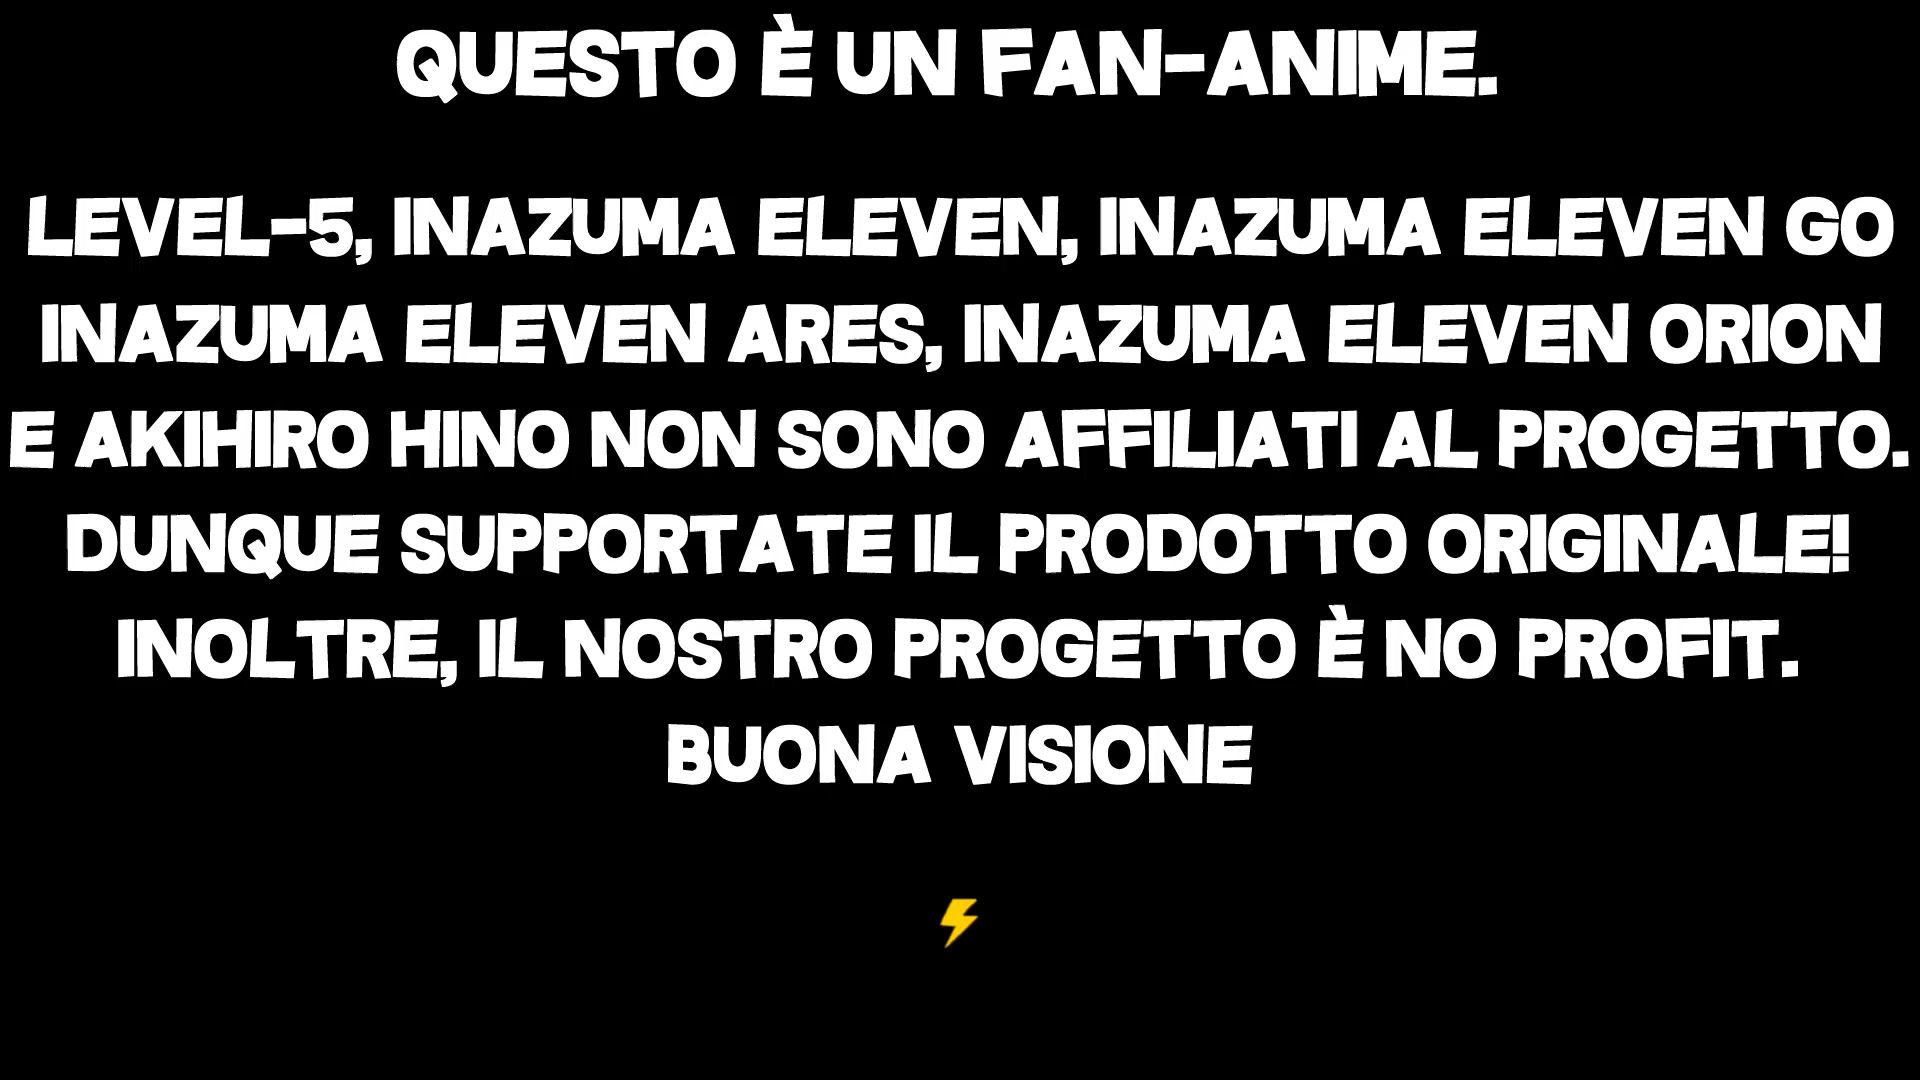 QUESTO È UN FAN-ANIME.
LEVEL-5, INAZUMA ELEVEN, INAZUMA ELEVEN GO
INAZUMA ELEVEN ARES, INAZUMA ELEVEN ORION
E AKIHIRO HINO NON SONO AFFILIATI AL PROGETTO.
DUNQUE SUPPORTATE IL PRODOTTO ORIGINALE!
INOLTRE, IL NOSTRO PROGETTO È NO PROFIT.
BUONA VISIONE